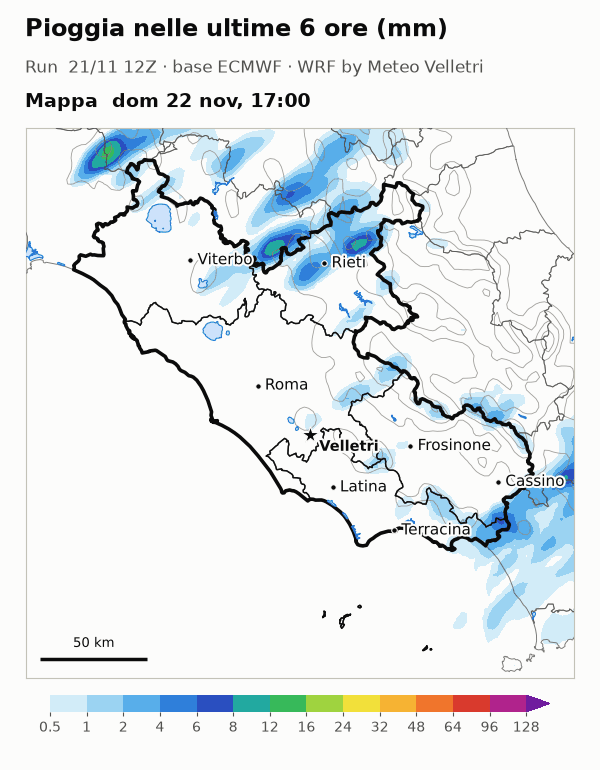 Pioggia nelle ultime 6 ore (mm)
Run 21/11 12Z · base ECMWF · WRF by Meteo Velletri
Mappa dom 22 nov, 17:00
Viterbo
Rieti
Roma
Velletri
Frosinone
Cassino
Latina
Terracina
50 km
0.5 1 2 4 6 8 12 16 24 32 48 64 96 128